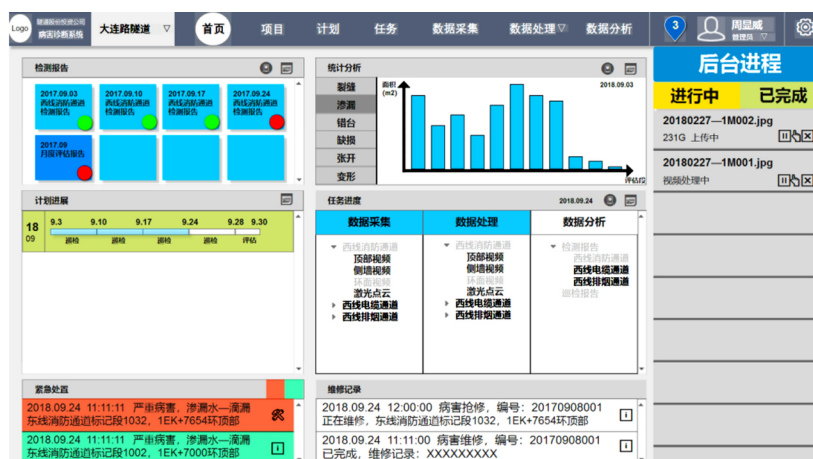 Logo
隧道股份投资公司
病害诊断系统
大连路隧道
首页
项目
计划
任务
数据采集
数据处理
数据分析
3
周显威
管理员
检测报告
2017.09.03
西线消防通道
检测报告
2017.09.10
西线消防通道
检测报告
2017.09.17
西线消防通道
检测报告
2017.09.24
西线消防通道
检测报告
2017.09
月度评估报告
统计分析
裂缝
渗漏
错台
缺损
张开
变形
面积
(m2)
2018.09.03
评估段
计划进展
18
09
9.3 9.10 9.17 9.24 9.28 9.30
巡检 巡检 巡检 巡检 评估
任务进度
2018.09.24
数据采集
西线消防通道
顶部视频
侧墙视频
环面视频
激光点云
西线电缆通道
西线排烟通道
数据处理
西线消防通道
顶部视频
侧墙视频
环面视频
激光点云
西线电缆通道
西线排烟通道
数据分析
检测报告
西线消防通道
西线电缆通道
西线排烟通道
巡检报告
紧急处置
2018.09.24 11:11:11 严重病害，渗漏水—滴漏
东线消防通道标记段1032，1EK+7654环顶部
2018.09.24 11:11:11 严重病害，渗漏水—滴漏
东线消防通道标记段1002，1EK+7000环顶部
维修记录
2018.09.24 12:00:00 病害抢修，编号：20170908001
正在维修，东线消防通道标记段1032，1EK+7654环顶部
2018.09.24 11:11:00 病害维修，编号：20170908001
已完成，维修记录：XXXXXXXXX
后台进程
进行中
已完成
20180227—1M002.jpg
231G 上传中
20180227—1M001.jpg
视频处理中